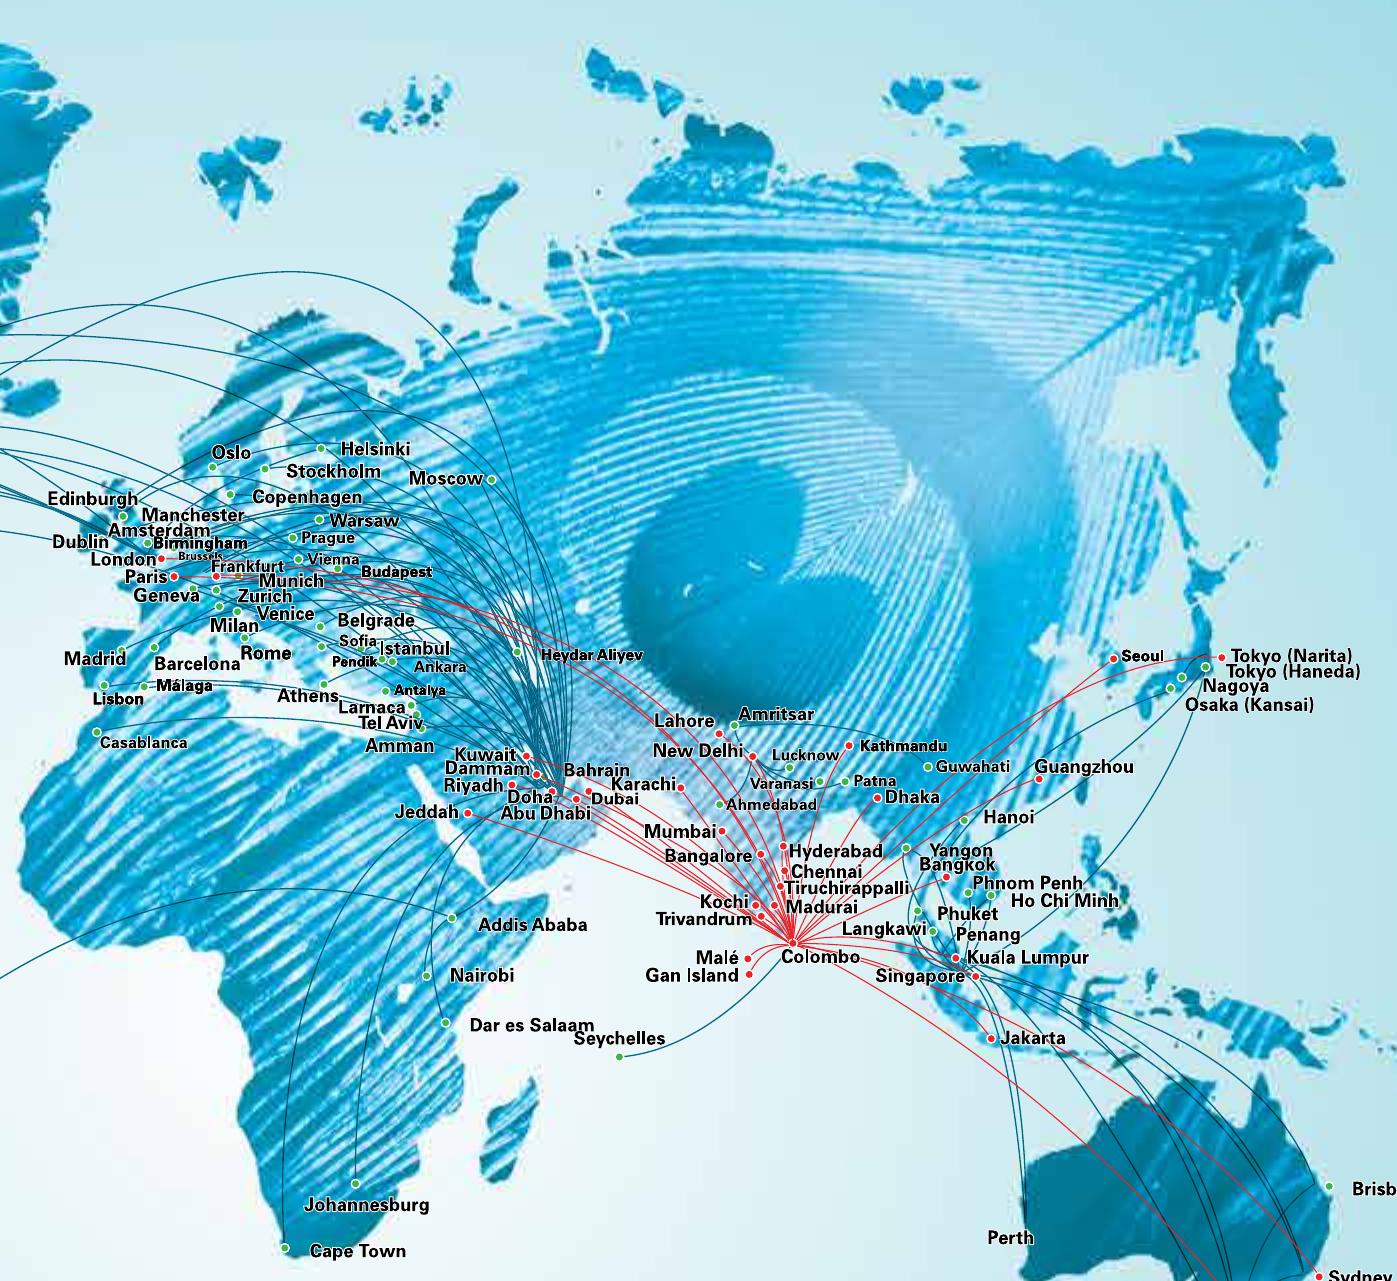 Oslo
Helsinki
Stockholm
Moscow
Edinburgh
Copenhagen
Manchester
Warsaw
Amsterdam
Prague
Dublin
Birmingham
London
Brussels
Vienna
Frankfurt
Budapest
Paris
Munich
Geneva
Zurich
Venice
Belgrade
Milan
Sofia
Istanbul
Rome
Heydar Aliyev
Seoul
Tokyo (Narita)
Madrid
Barcelona
Pendik
Ankara
Tokyo (Haneda)
Lisbon
Málaga
Athens
Antalya
Nagoya
Larnaca
Osaka (Kansai)
Tel Aviv
Lahore
Amritsar
Casablanca
Amman
New Delhi
Lucknow
Kathmandu
Kuwait
Dammam
Bahrain
Guwahati
Guangzhou
Riyadh
Karachi
Varanasi
Patna
Doha
Dubai
Dhaka
Jeddah
Abu Dhabi
Ahmedabad
Hanoi
Mumbai
Bangalore
Hyderabad
Yangon
Bangkok
Chennai
Phnom Penh
Tiruchirappalli
Ho Chi Minh
Kochi
Madurai
Phuket
Trivandrum
Addis Ababa
Langkawi
Penang
Malé
Colombo
Kuala Lumpur
Nairobi
Gan Island
Singapore
Dar es Salaam
Seychelles
Jakarta
Brisb
Johannesburg
Perth
Cape Town
Sydney